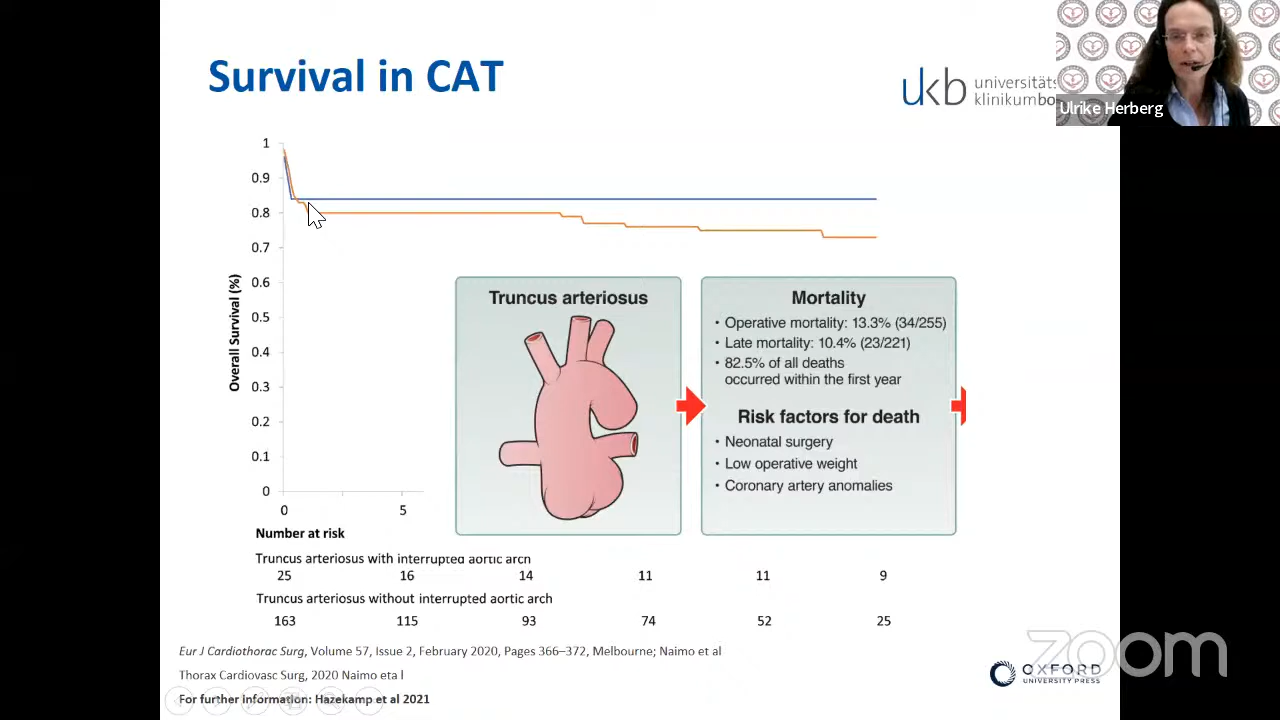 Survival in CAT
ukb universitäts
klinikumbo
Ulrike Herberg
1
0.9
0.8
0.7
0.6
0.5
0.4
0.3
0.2
0.1
0
Overall Survival (%)
0 5
Truncus arteriosus
Mortality
• Operative mortality: 13.3% (34/255)
• Late mortality: 10.4% (23/221)
• 82.5% of all deaths
occurred within the first year
Risk factors for death
• Neonatal surgery
• Low operative weight
• Coronary artery anomalies
Number at risk
Truncus arteriosus with interrupted aortic arch
25 16 14 11 11 9
Truncus arteriosus without interrupted aortic arch
163 115 93 74 52 25
Eur J Cardiothorac Surg, Volume 57, Issue 2, February 2020, Pages 366–372, Melbourne; Naimo et al
Thorac Cardiovasc Surg, 2020 Naimo eta l
For further information: Hazekamp et al 2021
OXFORD
UNIVERSITY PRESS
zoom